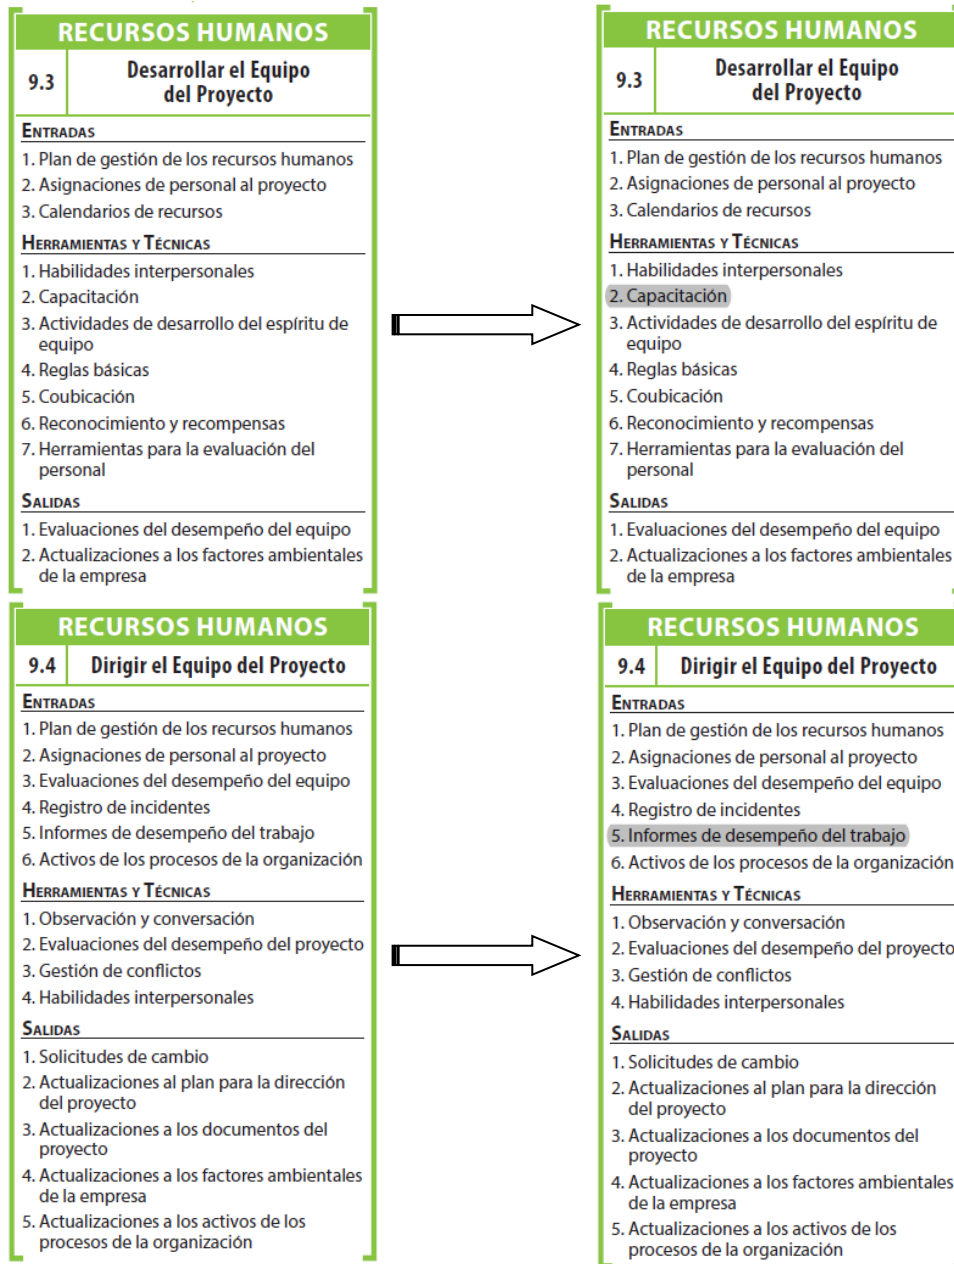 RECURSOS HUMANOS
9.3 Desarrollar el Equipo
del Proyecto
ENTRADAS
1. Plan de gestión de los recursos humanos
2. Asignaciones de personal al proyecto
3. Calendarios de recursos
HERRAMIENTAS Y TÉCNICAS
1. Habilidades interpersonales
2. Capacitación
3. Actividades de desarrollo del espíritu de
equipo
4. Reglas básicas
5. Coubicación
6. Reconocimiento y recompensas
7. Herramientas para la evaluación del
personal
SALIDAS
1. Evaluaciones del desempeño del equipo
2. Actualizaciones a los factores ambientales
de la empresa
RECURSOS HUMANOS
9.3 Desarrollar el Equipo
del Proyecto
ENTRADAS
1. Plan de gestión de los recursos humanos
2. Asignaciones de personal al proyecto
3. Calendarios de recursos
HERRAMIENTAS Y TÉCNICAS
1. Habilidades interpersonales
2. Capacitación
3. Actividades de desarrollo del espíritu de
equipo
4. Reglas básicas
5. Coubicación
6. Reconocimiento y recompensas
7. Herramientas para la evaluación del
personal
SALIDAS
1. Evaluaciones del desempeño del equipo
2. Actualizaciones a los factores ambientales
de la empresa
RECURSOS HUMANOS
9.4 Dirigir el Equipo del Proyecto
ENTRADAS
1. Plan de gestión de los recursos humanos
2. Asignaciones de personal al proyecto
3. Evaluaciones del desempeño del equipo
4. Registro de incidentes
5. Informes de desempeño del trabajo
6. Activos de los procesos de la organización
HERRAMIENTAS Y TÉCNICAS
1. Observación y conversación
2. Evaluaciones del desempeño del proyecto
3. Gestión de conflictos
4. Habilidades interpersonales
SALIDAS
1. Solicitudes de cambio
2. Actualizaciones al plan para la dirección
del proyecto
3. Actualizaciones a los documentos del
proyecto
4. Actualizaciones a los factores ambientales
de la empresa
5. Actualizaciones a los activos de los
procesos de la organización
RECURSOS HUMANOS
9.4 Dirigir el Equipo del Proyecto
ENTRADAS
1. Plan de gestión de los recursos humanos
2. Asignaciones de personal al proyecto
3. Evaluaciones del desempeño del equipo
4. Registro de incidentes
5. Informes de desempeño del trabajo
6. Activos de los procesos de la organización
HERRAMIENTAS Y TÉCNICAS
1. Observación y conversación
2. Evaluaciones del desempeño del proyecto
3. Gestión de conflictos
4. Habilidades interpersonales
SALIDAS
1. Solicitudes de cambio
2. Actualizaciones al plan para la dirección
del proyecto
3. Actualizaciones a los documentos del
proyecto
4. Actualizaciones a los factores ambientales
de la empresa
5. Actualizaciones a los activos de los
procesos de la organización